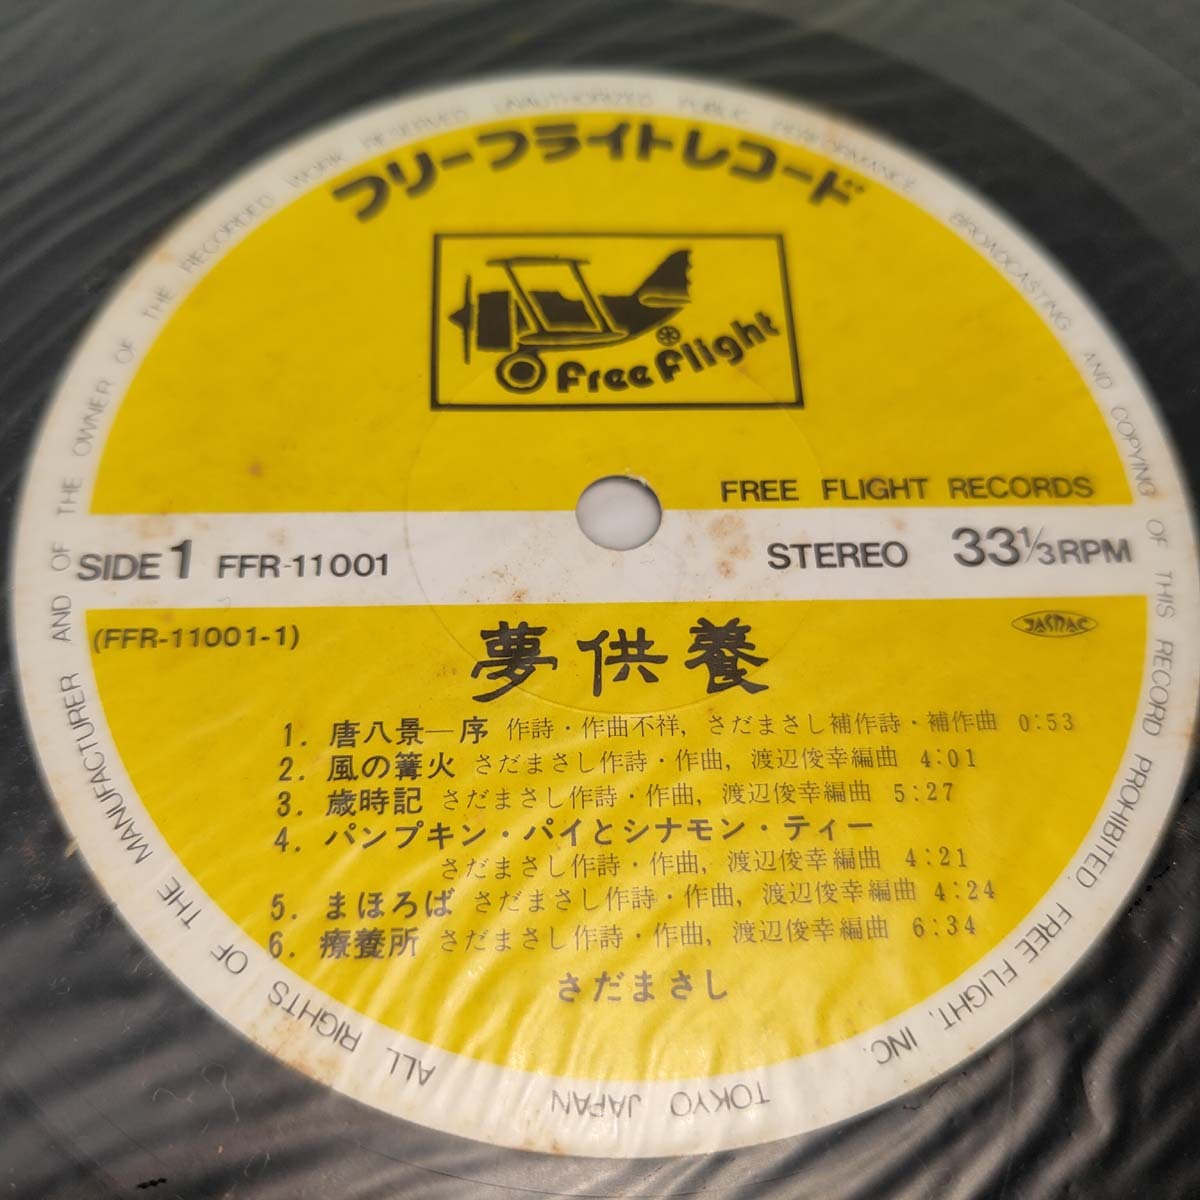 フリーフライトレコード
Free Flight
FREE FLIGHT RECORDS
SIDE 1 FFR-11001 STEREO 33⅓RPM
(FFR-11001-1) JASRAC
夢供養
1. 唐八景—序 作詩・作曲不祥, さだまさし補作詩・補作曲 0:53
2. 風の篝火 さだまさし作詩・作曲, 渡辺俊幸編曲 4:01
3. 歳時記 さだまさし作詩・作曲, 渡辺俊幸編曲 5:27
4. パンプキン・パイとシナモン・ティー
さだまさし作詩・作曲, 渡辺俊幸編曲 4:21
5. まほろば さだまさし作詩・作曲, 渡辺俊幸編曲 4:24
6. 療養所 さだまさし作詩・作曲, 渡辺俊幸編曲 6:34
さだまさし
ALL RIGHTS OF THE MANUFACTURER AND OF THE OWNER OF THE RECORDED WORK RESERVED UNAUTHORIZED PUBLIC PERFORMANCE BROADCASTING AND COPYING OF THIS RECORD PROHIBITED. FREE FLIGHT, INC. TOKYO JAPAN